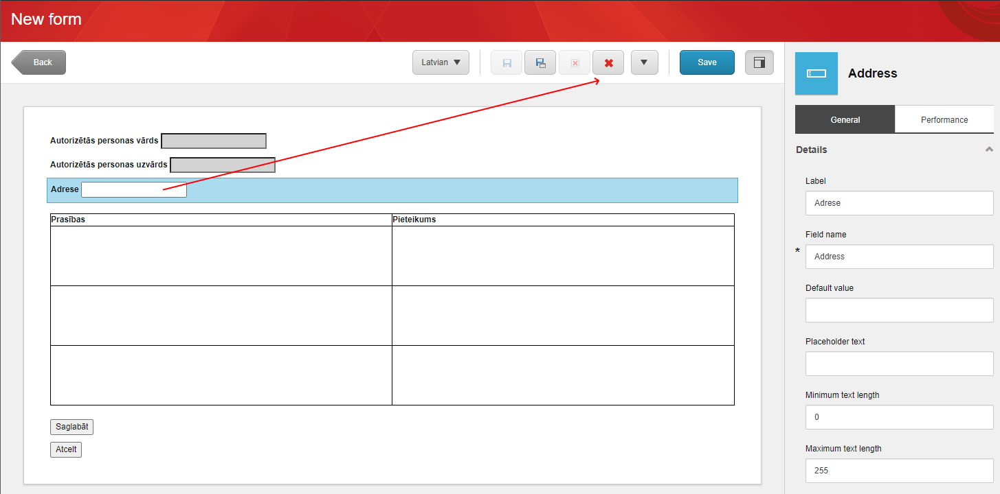 New form
Back
Latvian
Save
Autorizētās personas vārds
Autorizētās personas uzvārds
Adrese
Prasības Pieteikums
Saglabāt
Atcelt
Address
General Performance
Details
Label
Adrese
Field name
*
Address
Default value
Placeholder text
Minimum text length
0
Maximum text length
255